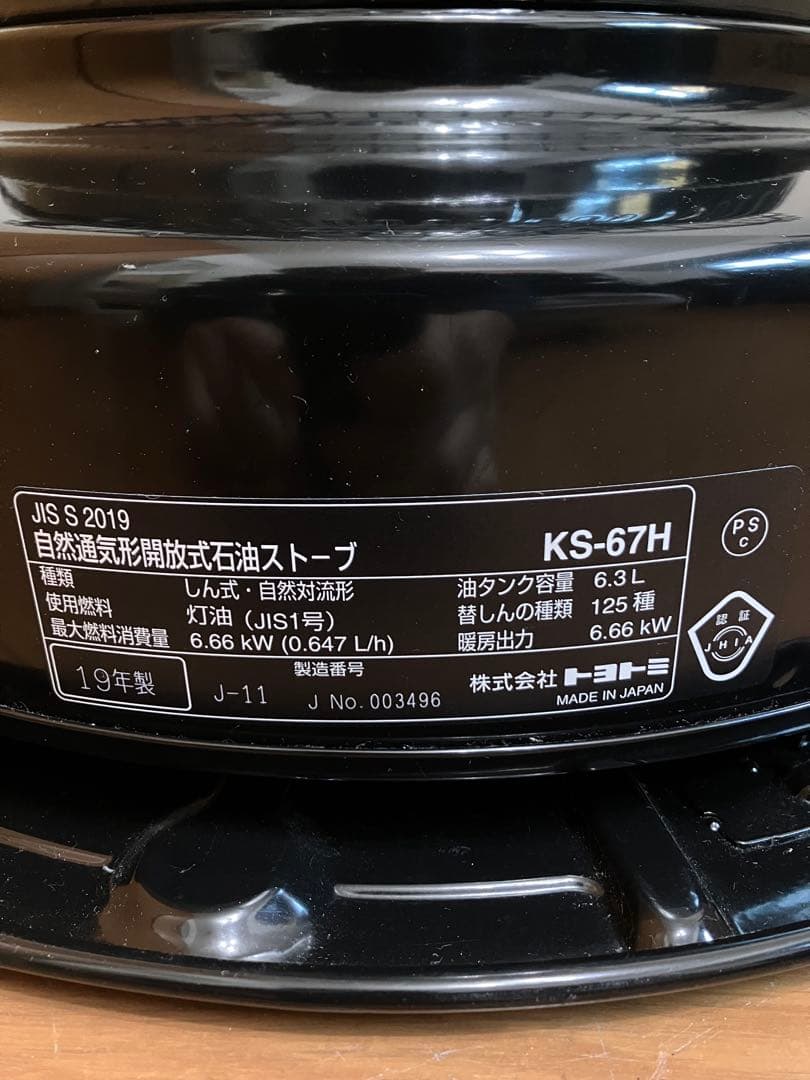 JIS S 2019
自然通気形開放式石油ストーブ KS-67H
種類 しん式・自然対流形 油タンク容量 6.3 L
使用燃料 灯油（JIS1号） 替しんの種類 125 種
最大燃料消費量 6.66 kW (0.647 L/h) 暖房出力 6.66 kW
19年製 J-11 製造番号 J No. 003496 株式会社 トヨトミ
MADE IN JAPAN
PS
C
認証
JHIA